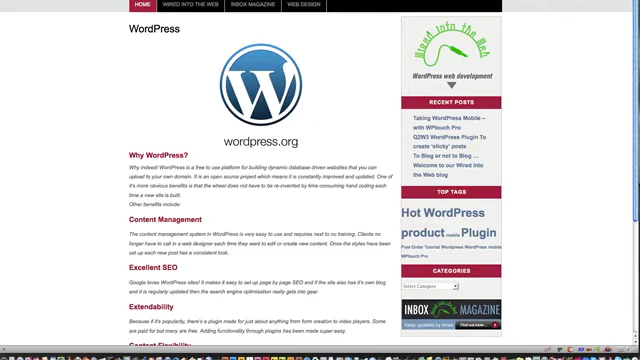 HOME WIRED INTO THE WEB INBOX MAGAZINE WEB DESIGN
WordPress
wordpress.org
Why WordPress?
Why indeed! WordPress is a free to use platform for building dynamic database driven websites that you can
upload to your own domain. It is an open source project which means it is constantly improved and updated. One
of it's more obvious benefits is that the wheel does not have to be re-invented by time consuming hand coding each
time a new site is built.
Other benefits include:
Content Management
The content management system in WordPress is very easy to use and requires next to no training. Clients no
longer have to call in a web designer each time they want to edit or create new content. Once the styles have been
set up each new post has a consistent look.
Excellent SEO
Google loves WordPress sites! It makes it easy to set up page by page SEO and if the site also has it's own blog
and it is regularly updated then the search engine optimisation really gets into gear.
Extendability
Because if it's popularity, there's a plugin made for just about anything from form creation to video players. Some
are paid for but many are free. Adding functionality through plugins has been made super easy.
Content Flexibility
Wired into the Web
WordPress web development
RECENT POSTS
Taking WordPress Mobile –
with WPtouch Pro
Q2W3 WordPress Plugin To
create 'sticky' posts
To Blog or not to Blog …
Welcome to our Wired into
the Web blog
TOP TAGS
Hot WordPress
product mobile Plugin
Post Order Tutorial Wordpress WordPress mobile
WPtouch Pro
CATEGORIES
Select Category
INBOX MAGAZINE
Keep updated by email Find out more...